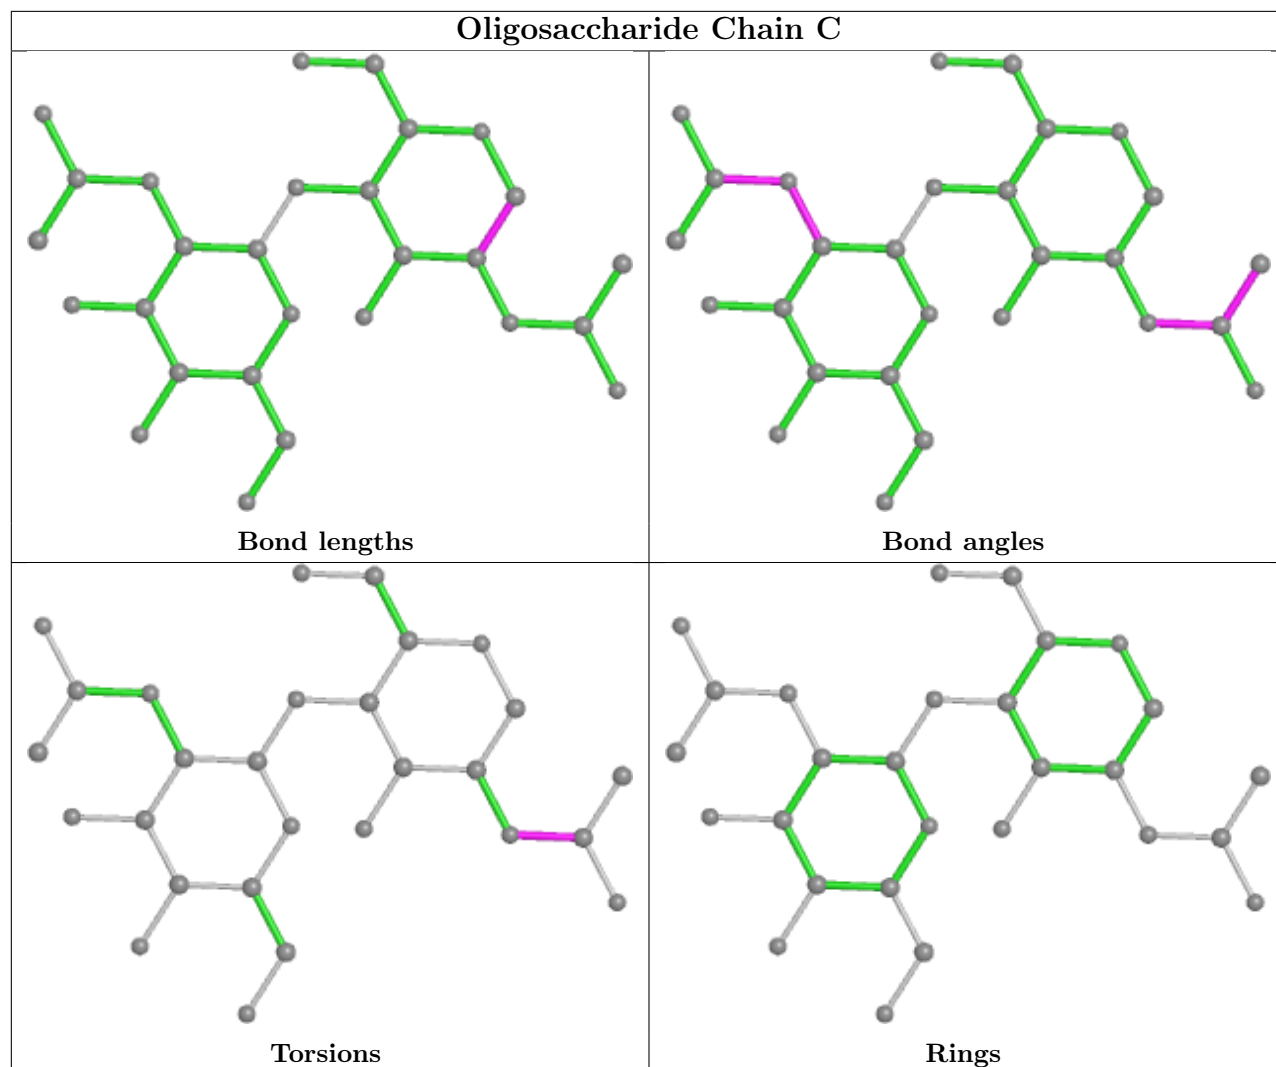 Oligosaccharide Chain C
Bond lengths
Bond angles
Torsions
Rings